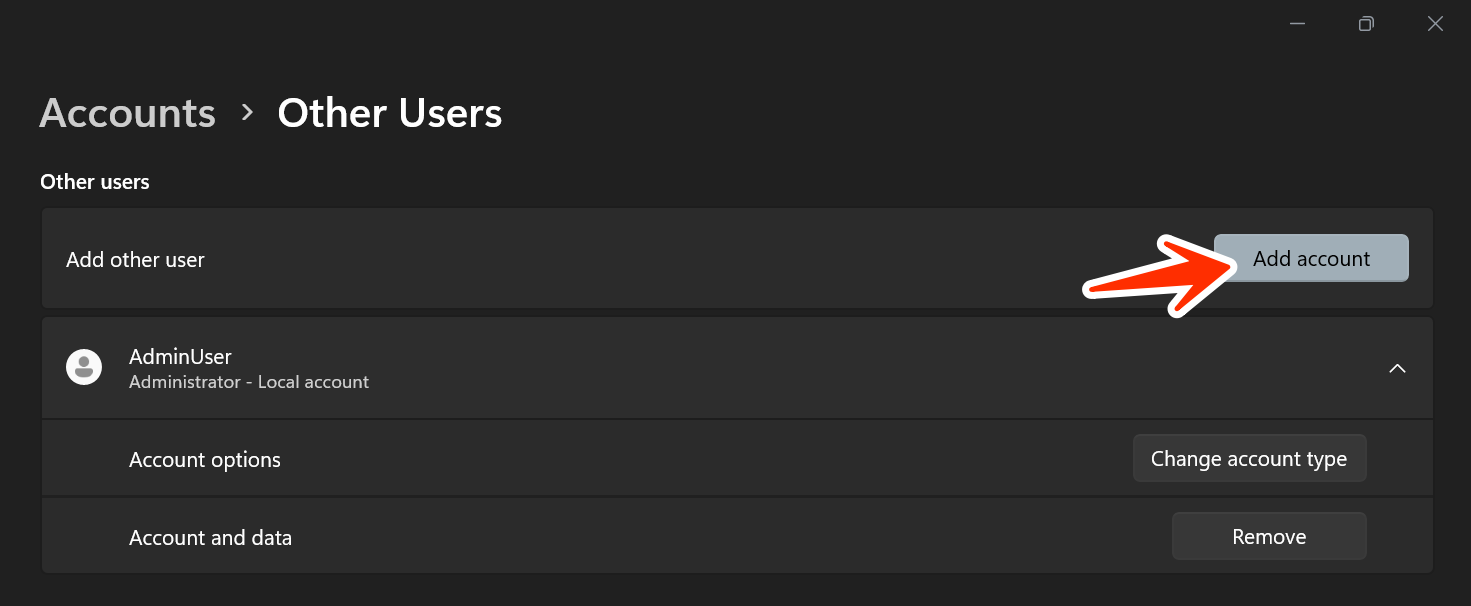 Accounts > Other Users
Other users
Add other user
Add account
AdminUser
Administrator - Local account
Account options
Change account type
Account and data
Remove